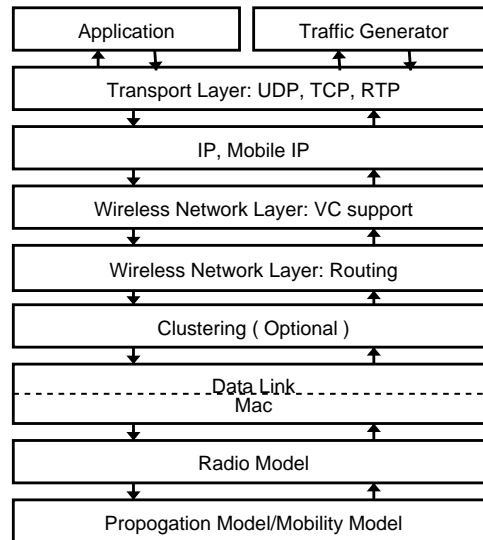 Application
Traffic Generator
Transport Layer: UDP, TCP, RTP
IP, Mobile IP
Wireless Network Layer: VC support
Wireless Network Layer: Routing
Clustering ( Optional )
Data Link
Mac
Radio Model
Propogation Model/Mobility Model